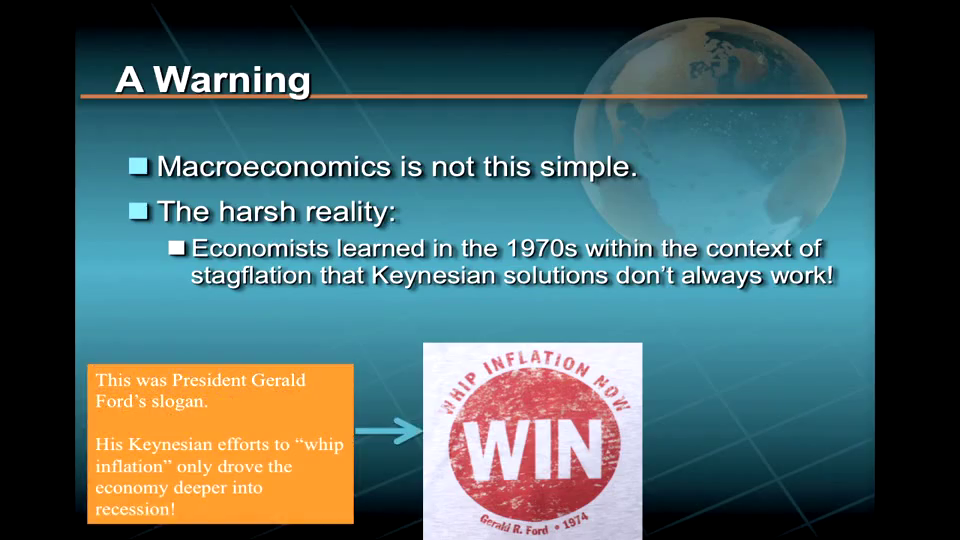 A Warning
Macroeconomics is not this simple.
The harsh reality:
Economists learned in the 1970s within the context of
stagflation that Keynesian solutions don't always work!
This was President Gerald
Ford's slogan.
His Keynesian efforts to “whip
inflation” only drove the
economy deeper into
recession!
WHIP INFLATION NOW
WIN
Gerald R. Ford • 1974